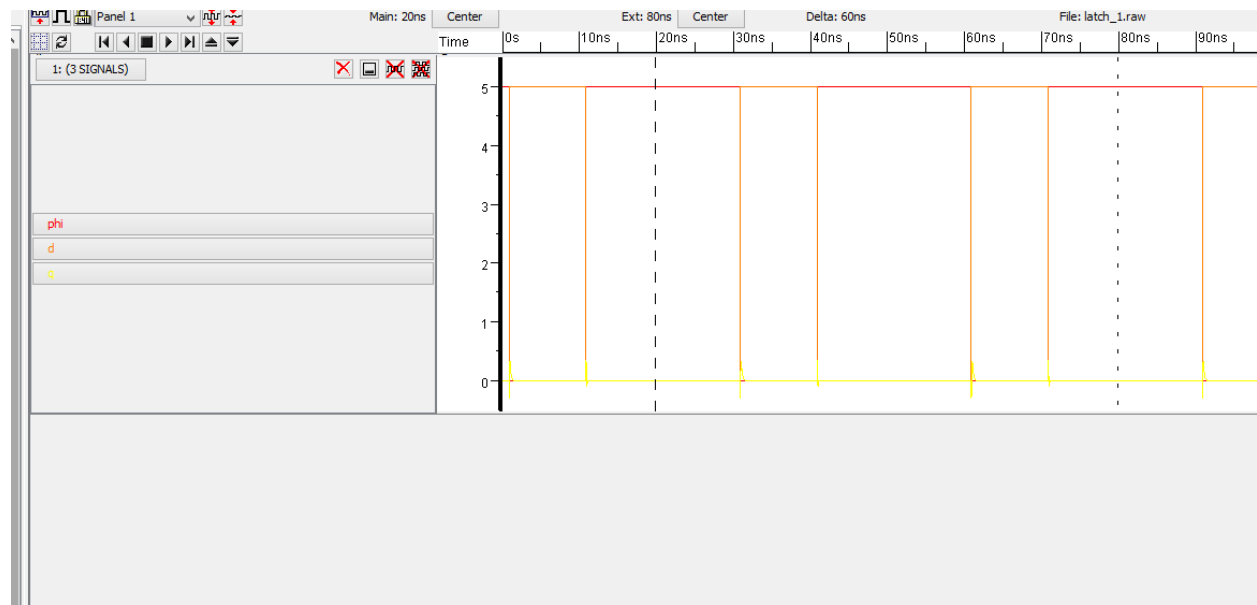 Panel 1
Main: 20ns Center Ext: 80ns Center Delta: 60ns File: latch_1.raw
Time 0s 10ns 20ns 30ns 40ns 50ns 60ns 70ns 80ns 90ns
1: (3 SIGNALS)
5
4
3
2
1
0
phi
d
q